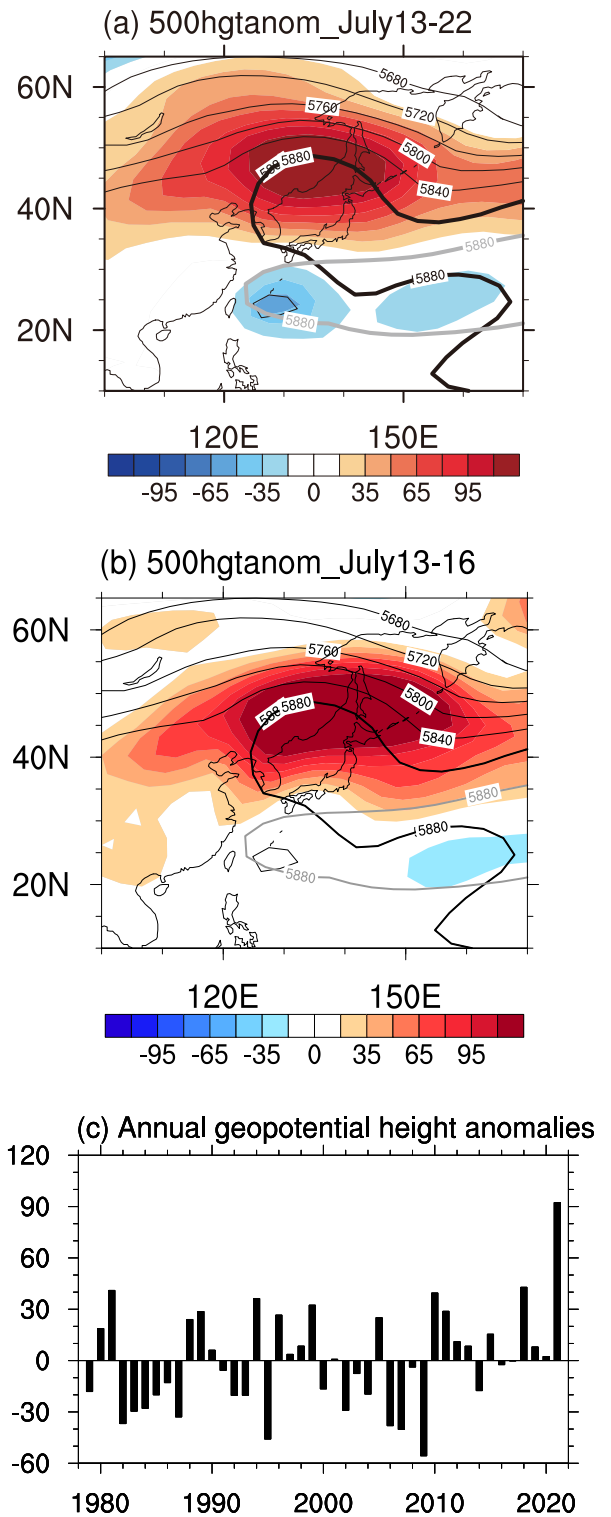 (a) 500hgtanom_July13-22
60N
40N
20N
5680
5720
5760
5800
5840
5880
5880
5880
5880
120E 150E
-95 -65 -35 0 35 65 95
(b) 500hgtanom_July13-16
60N
40N
20N
5680
5720
5760
5800
5840
5880
5880
5880
5880
120E 150E
-95 -65 -35 0 35 65 95
(c) Annual geopotential height anomalies
120
90
60
30
0
-30
-60
1980 1990 2000 2010 2020